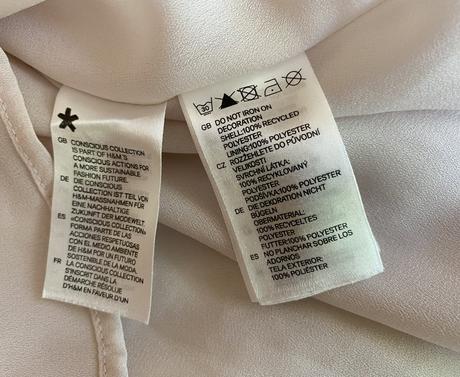 GB CONSCIOUS COLLECTION
IS PART OF H&M'S
CONSCIOUS ACTIONS FOR
A MORE SUSTAINABLE
FASHION FUTURE.
DE DIE CONSCIOUS
COLLECTION IST TEIL VON
H&M-MASSNAHMEN FÜR
EINE NACHHALTIGE
ZUKUNFT DER MODEWELT.
ES «CONSCIOUS COLLECTION»
FORMA PARTE DE LAS
ACCIONES RESPETUOSAS
CON EL MEDIO AMBIENTE
DE H&M POR UN FUTURO
SOSTENIBLE DE LA MODA.
FR LA CONSCIOUS COLLECTION
S'INSCRIT DANS LA
DÉMARCHE RÉSOLUE
D'H&M EN FAVEUR D'UN
30
GB DO NOT IRON ON
DECORATION
SHELL:100% RECYCLED
POLYESTER
LINING:100% POLYESTER
CZ ROZŽEHLETE DO PŮVODNÍ
VELIKOSTI
SVRCHNÍ LÁTKA:
100% RECYKLOVANÝ
POLYESTER
PODŠÍVKA:100% POLYESTER
DE DIE DEKORATION NICHT
BÜGELN
OBERMATERIAL:
100% RECYCELTES
POLYESTER
FUTTER:100% POLYESTER
ES NO PLANCHAR SOBRE LOS
ADORNOS
TELA EXTERIOR:
100% POLIÉSTER